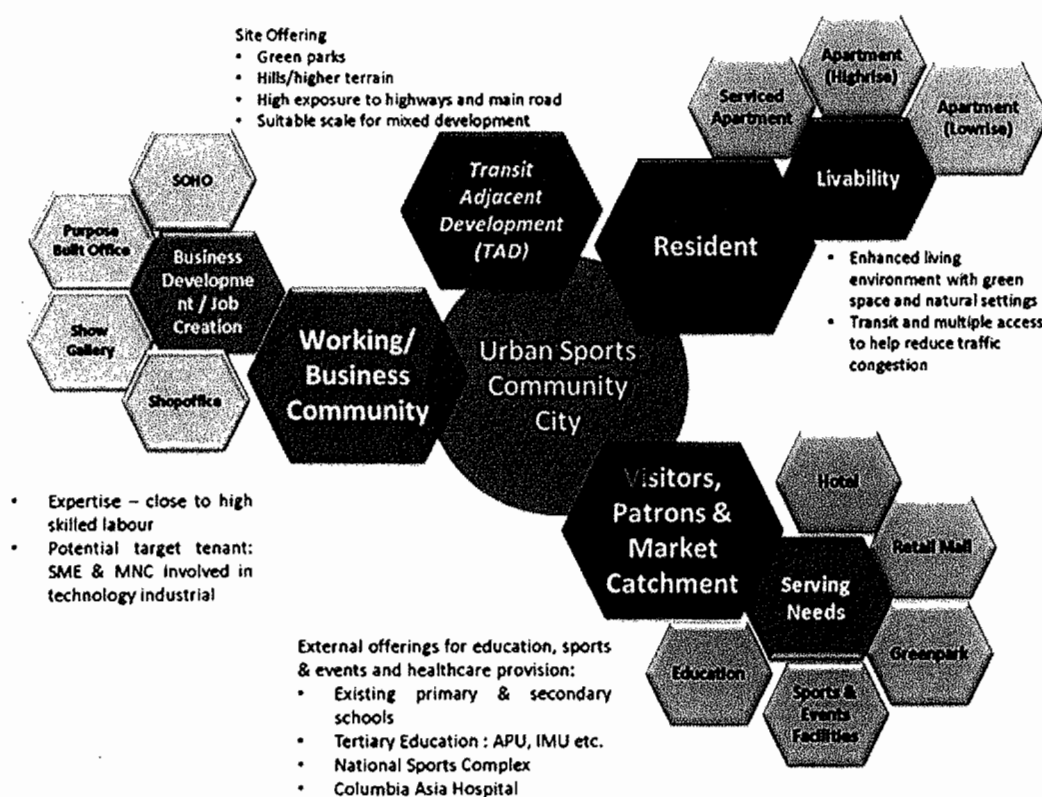 Site Offering
• Green parks
• Hills/higher terrain
• High exposure to highways and main road
• Suitable scale for mixed development
Apartment
(Highrise)
Serviced
Apartment
Apartment
(Lowrise)
Livability
Transit
Adjacent
Development
(TAD)
Resident
SOHO
Purpose
Built Office
Business
Developme
nt / Job
Creation
Show
Gallery
Shopoffice
Working/
Business
Community
Urban Sports
Community
City
• Enhanced living
environment with green
space and natural settings
• Transit and multiple access
to help reduce traffic
congestion
• Expertise – close to high
skilled labour
• Potential target tenant:
SME & MNC involved in
technology industrial
Visitors,
Patrons &
Market
Catchment
Hotel
Retail Mall
Serving
Needs
Greenpark
Education
Sports &
Events
Facilities
External offerings for education, sports
& events and healthcare provision:
• Existing primary & secondary
schools
• Tertiary Education : APU, IMU etc.
• National Sports Complex
• Columbia Asia Hospital